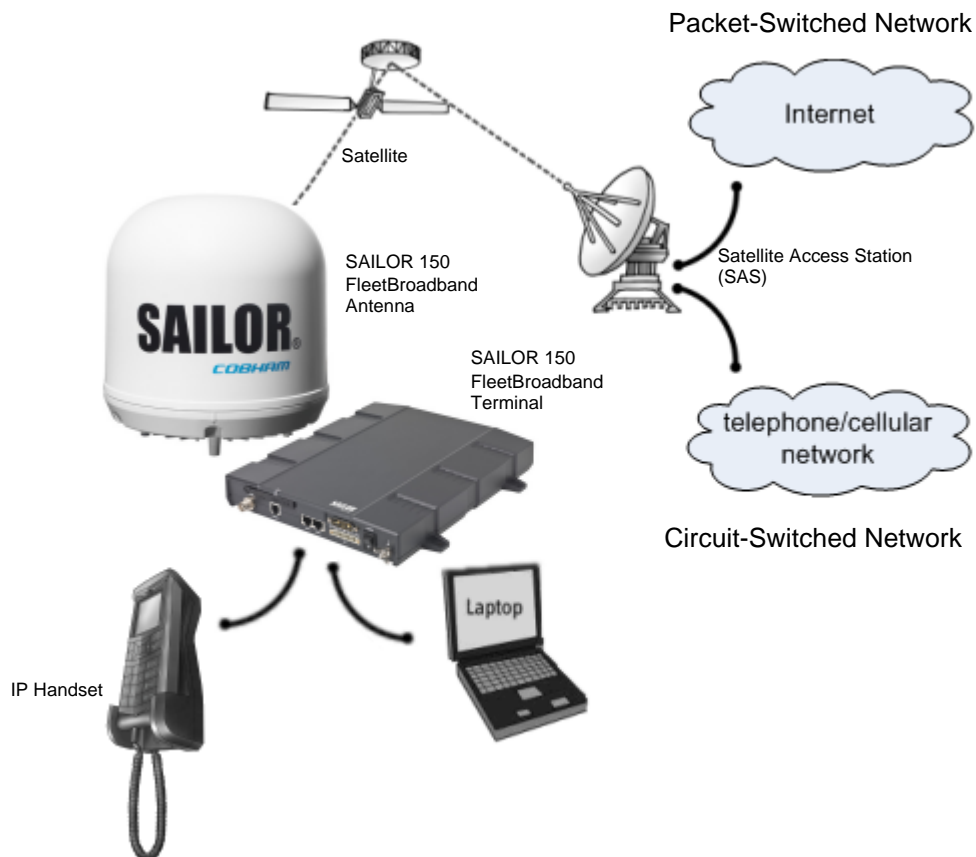 Packet-Switched Network
Internet
Satellite
SAILOR 150
FleetBroadband
Antenna
Satellite Access Station
(SAS)
SAILOR®
COBHAM
SAILOR 150
FleetBroadband
Terminal
telephone/cellular
network
SAILOR
Circuit-Switched Network
Laptop
IP Handset